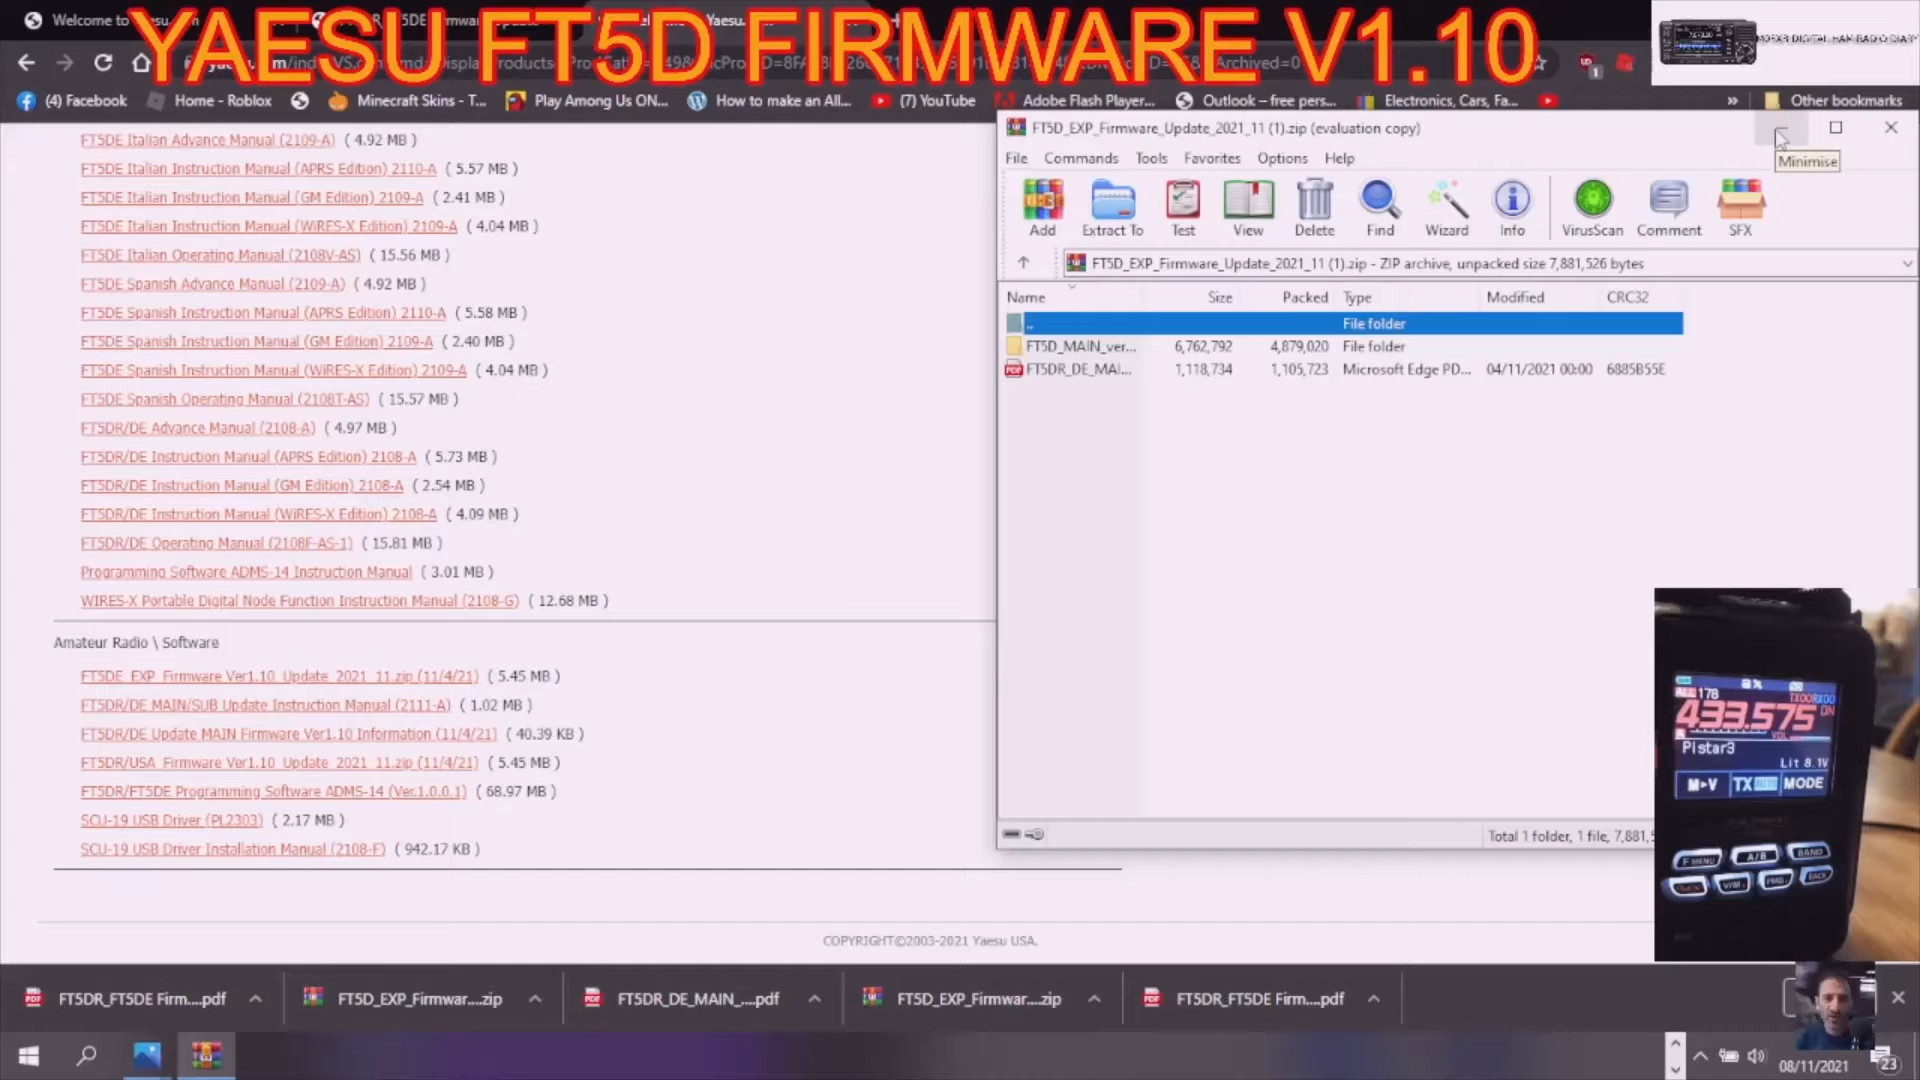 YAESU FT5D FIRMWARE V1.10
Welcome to Yaesu.
M0FXB DIGITAL HAM RADIO DIARY
(4) Facebook
Home - Roblox
Minecraft Skins - T...
Play Among Us ON...
How to make an All...
(7) YouTube
Adobe Flash Player...
Outlook – free pers...
Electronics, Cars, Fa...
»
Other bookmarks
FT5DE Italian Advance Manual (2109-A) ( 4.92 MB )
FT5DE Italian Instruction Manual (APRS Edition) 2110-A ( 5.57 MB )
FT5DE Italian Instruction Manual (GM Edition) 2109-A ( 2.41 MB )
FT5DE Italian Instruction Manual (WiRES-X Edition) 2109-A ( 4.04 MB )
FT5DE Italian Operating Manual (2108V-AS) ( 15.56 MB )
FT5DE Spanish Advance Manual (2109-A) ( 4.92 MB )
FT5DE Spanish Instruction Manual (APRS Edition) 2110-A ( 5.58 MB )
FT5DE Spanish Instruction Manual (GM Edition) 2109-A ( 2.40 MB )
FT5DE Spanish Instruction Manual (WiRES-X Edition) 2109-A ( 4.04 MB )
FT5DE Spanish Operating Manual (2108T-AS) ( 15.57 MB )
FT5DR/DE Advance Manual (2108-A) ( 4.97 MB )
FT5DR/DE Instruction Manual (APRS Edition) 2108-A ( 5.73 MB )
FT5DR/DE Instruction Manual (GM Edition) 2108-A ( 2.54 MB )
FT5DR/DE Instruction Manual (WiRES-X Edition) 2108-A ( 4.09 MB )
FT5DR/DE Operating Manual (2108F-AS-1) ( 15.81 MB )
Programming Software ADMS-14 Instruction Manual ( 3.01 MB )
WIRES-X Portable Digital Node Function Instruction Manual (2108-G) ( 12.68 MB )
Amateur Radio \ Software
FT5DE_EXP_Firmware Ver1.10_Update_2021_11.zip (11/4/21) ( 5.45 MB )
FT5DR/DE MAIN/SUB Update Instruction Manual (2111-A) ( 1.02 MB )
FT5DR/DE Update MAIN Firmware Ver1.10 Information (11/4/21) ( 40.39 KB )
FT5DR/USA_Firmware Ver1.10_Update_2021_11.zip (11/4/21) ( 5.45 MB )
FT5DR/FT5DE Programming Software ADMS-14 (Ver.1.0.0.1) ( 68.97 MB )
SCU-19 USB Driver (PL2303) ( 2.17 MB )
SCU-19 USB Driver Installation Manual (2108-F) ( 942.17 KB )
COPYRIGHT©2003-2021 Yaesu USA.
FT5D_EXP_Firmware_Update_2021_11 (1).zip (evaluation copy)
Minimise
File Commands Tools Favorites Options Help
Add Extract To Test View Delete Find Wizard Info VirusScan Comment SFX
FT5D_EXP_Firmware_Update_2021_11 (1).zip - ZIP archive, unpacked size 7,881,526 bytes
Name Size Packed Type Modified CRC32
.. File folder
FT5D_MAIN_ver... 6,762,792 4,879,020 File folder
FT5DR_DE_MAI... 1,118,734 1,105,723 Microsoft Edge PD... 04/11/2021 00:00 6885B55E
Total 1 folder, 1 file, 7,881,5
178
433.575
Pistar3
Lit 8.1V
M▸V TX MODE
F MENU A/B BAND
V/M BACK
FT5DR_FT5DE Firm....pdf
FT5D_EXP_Firmwar....zip
FT5DR_DE_MAIN_....pdf
FT5D_EXP_Firmwar....zip
FT5DR_FT5DE Firm....pdf
08/11/2021
23